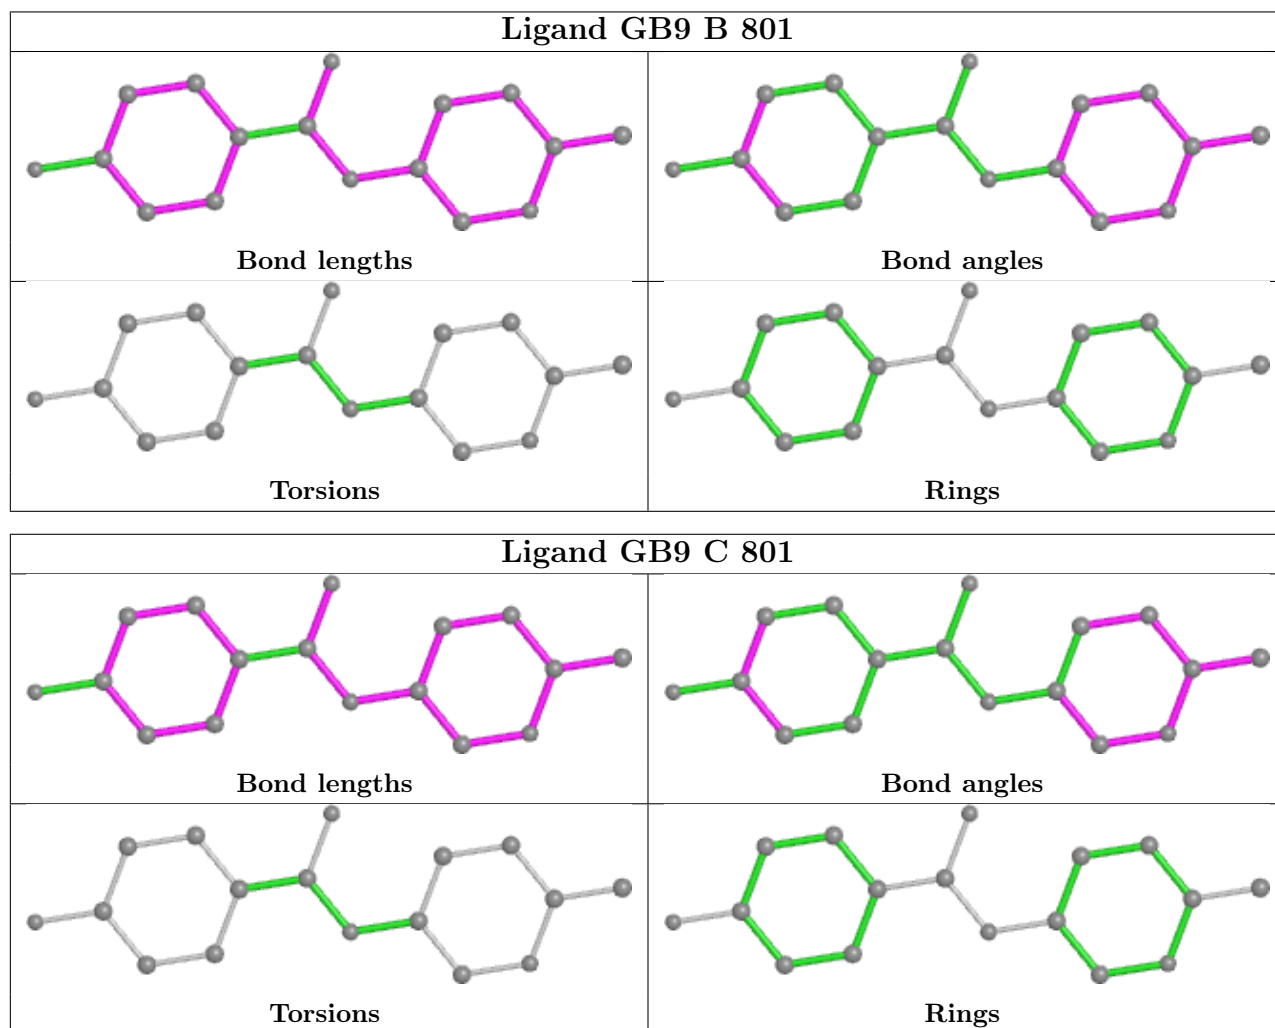 Ligand GB9 B 801
Bond lengths
Bond angles
Torsions
Rings
Ligand GB9 C 801
Bond lengths
Bond angles
Torsions
Rings